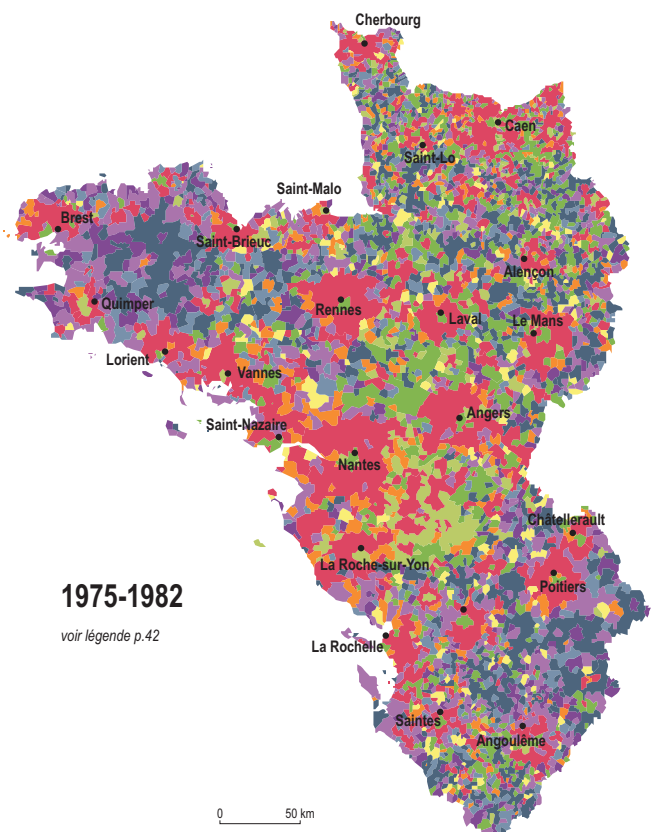 Cherbourg
Caen
Saint-Lo
Saint-Malo
Brest
Saint-Brieuc
Alençon
Quimper
Rennes
Laval
Le Mans
Lorient
Vannes
Angers
Saint-Nazaire
Nantes
Châtellerault
La Roche-sur-Yon
Poitiers
1975-1982
voir légende p.42
La Rochelle
Saintes
Angoulême
0 50 km